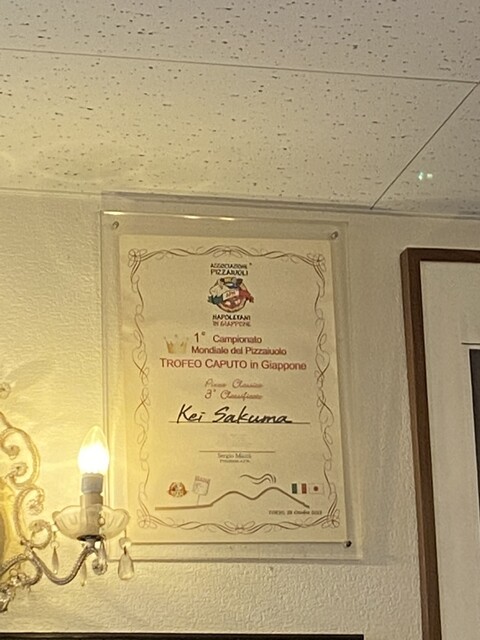 ASSOCIAZIONE
PIZZAIUOLI
NAPOLETANI
IN GIAPPONE
1° Campionato
Mondiale del Pizzaiuolo
TROFEO CAPUTO in Giappone
Pizza Classica
3° Classificato
Kei Sakuma
Sergio Miccù